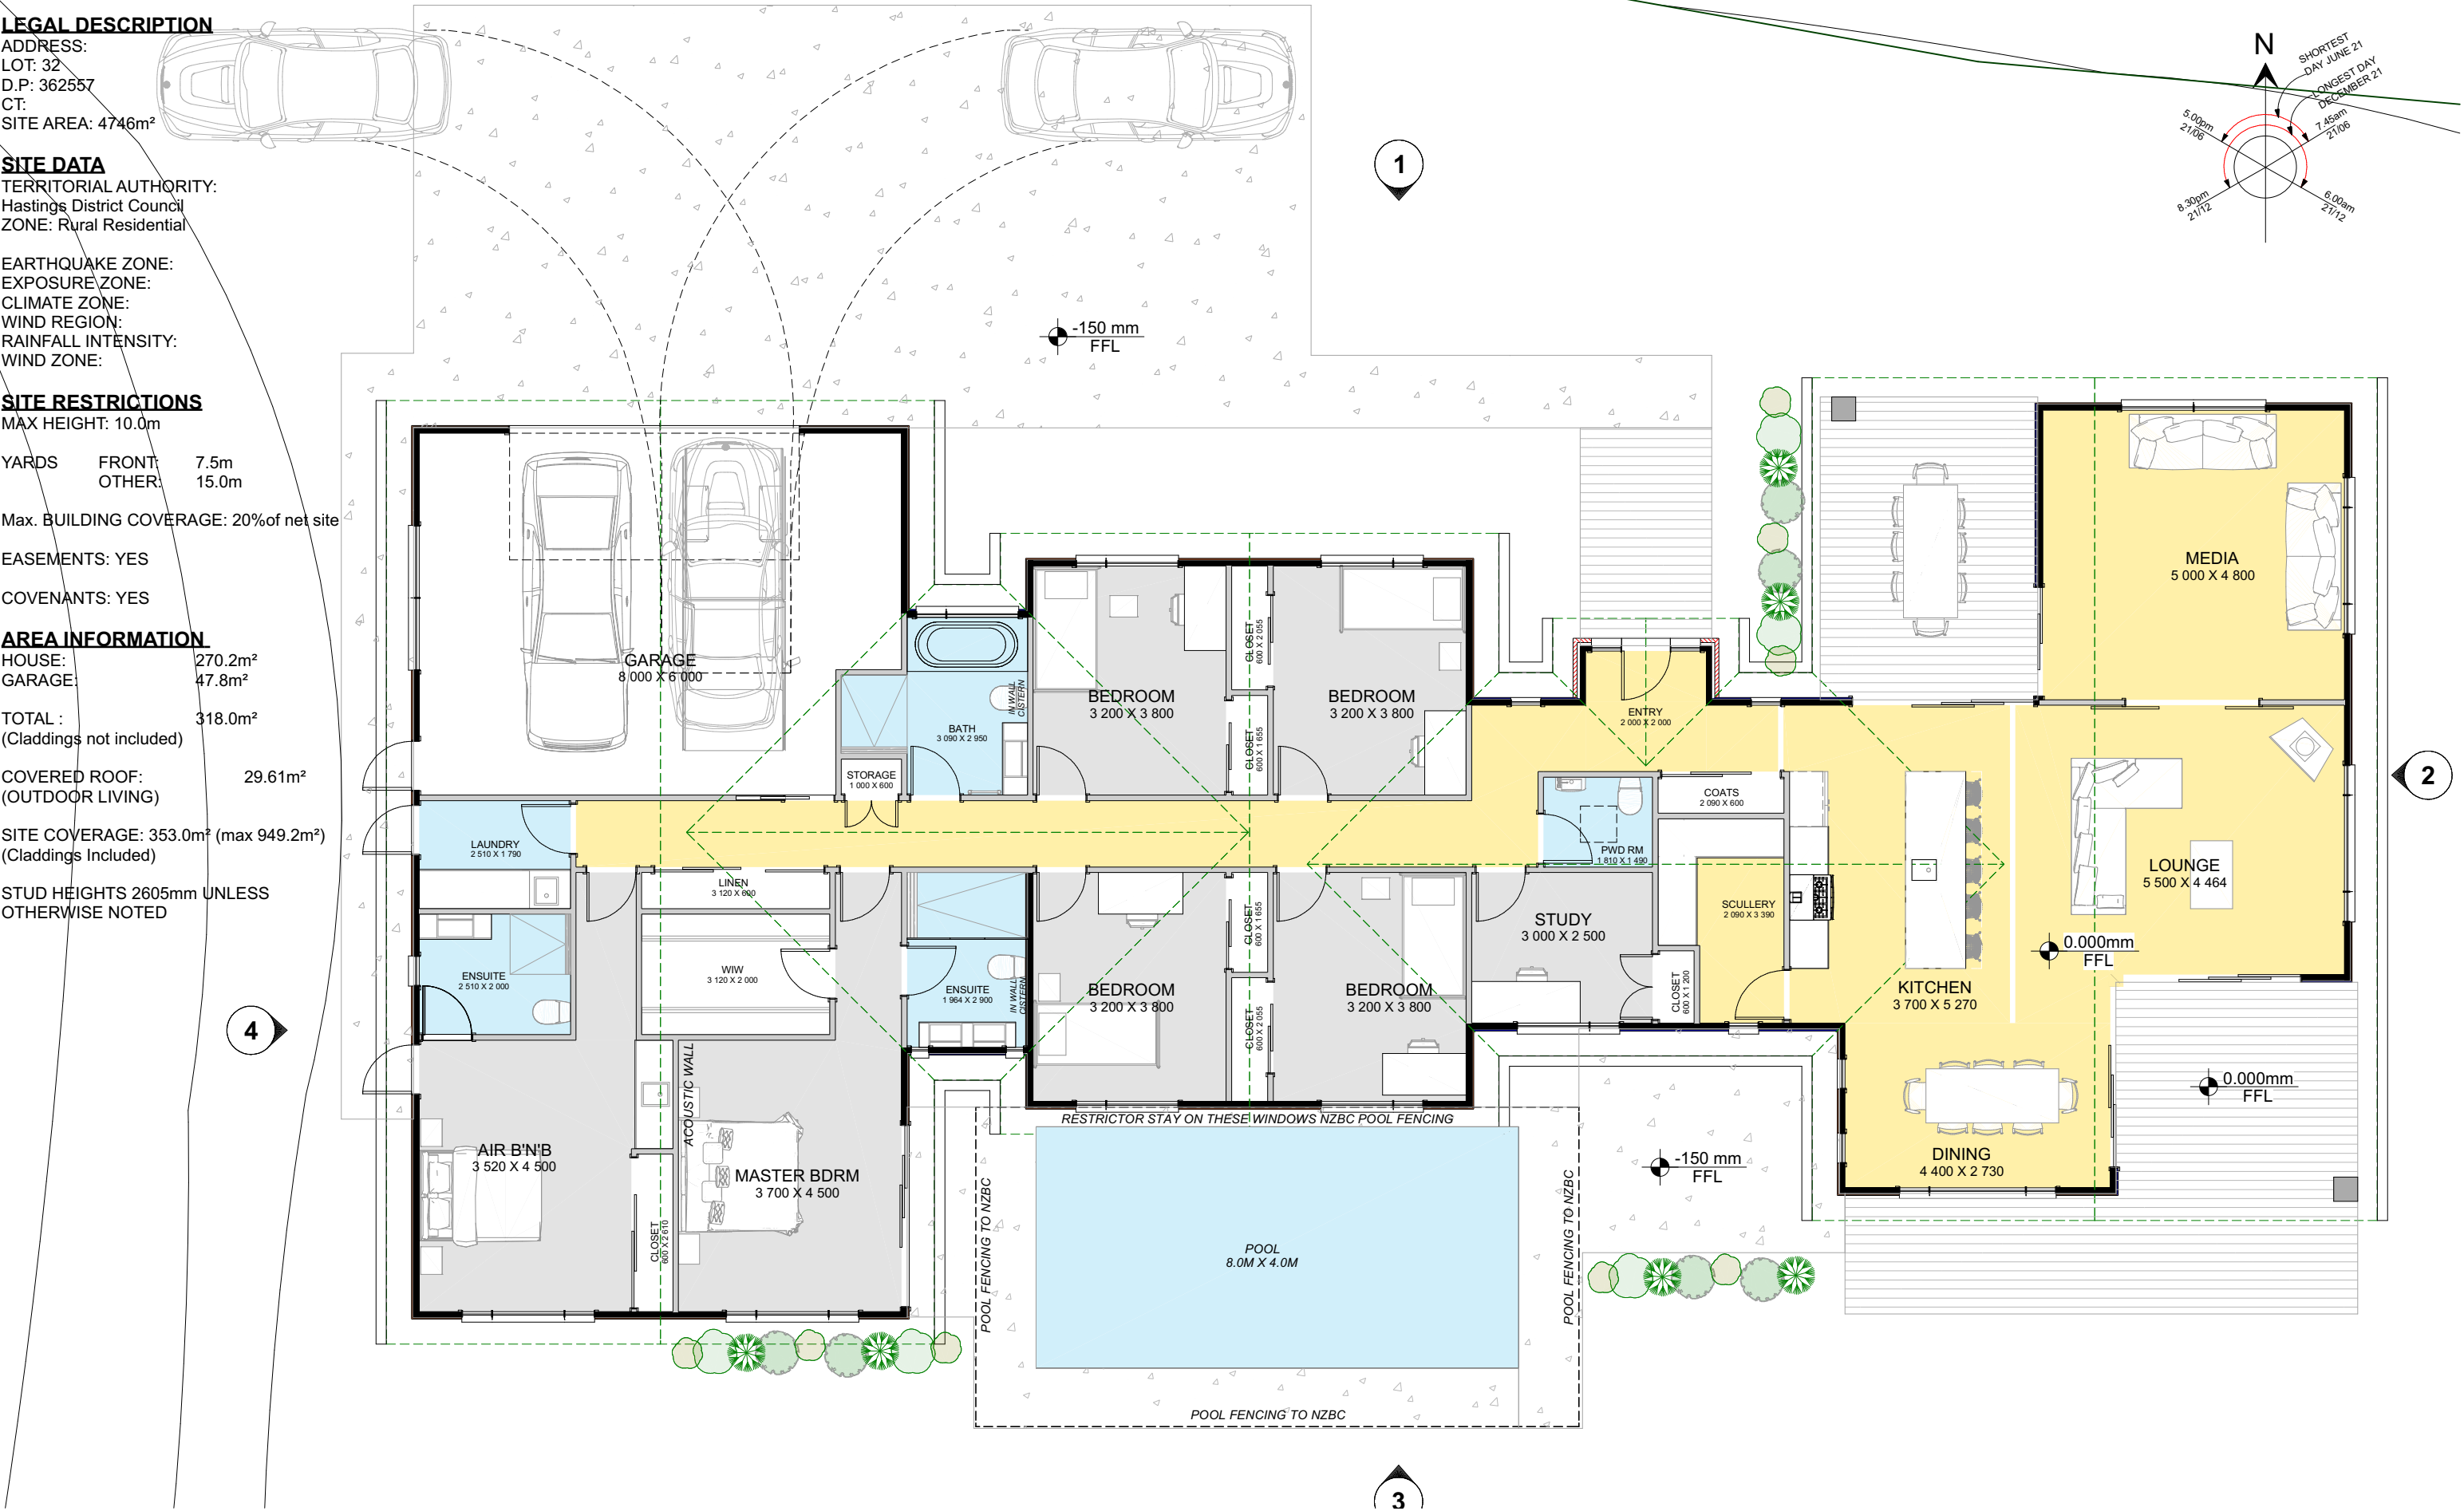 LEGAL DESCRIPTION
ADDRESS:
LOT: 32
D.P: 362557
CT:
SITE AREA: 4746m²
SITE DATA
TERRITORIAL AUTHORITY:
Hastings District Council
ZONE: Rural Residential
EARTHQUAKE ZONE:
EXPOSURE ZONE:
CLIMATE ZONE:
WIND REGION:
RAINFALL INTENSITY:
WIND ZONE:
SITE RESTRICTIONS
MAX HEIGHT: 10.0m
YARDS FRONT: 7.5m
OTHER: 15.0m
Max. BUILDING COVERAGE: 20%of net site
EASEMENTS: YES
COVENANTS: YES
AREA INFORMATION
HOUSE: 270.2m²
GARAGE: 47.8m²
TOTAL : 318.0m²
(Claddings not included)
COVERED ROOF: 29.61m²
(OUTDOOR LIVING)
SITE COVERAGE: 353.0m² (max 949.2m²)
(Claddings Included)
STUD HEIGHTS 2605mm UNLESS
OTHERWISE NOTED
N
SHORTEST
DAY JUNE 21
LONGEST DAY
DECEMBER 21
5.00pm
21/06
7.45am
21/06
8.30pm
21/12
6.00am
21/12
1
-150 mm
FFL
GARAGE
8 000 X 6 000
BATH
3 090 X 2 950
IN WALL
CISTERN
STORAGE
1 000 X 600
BEDROOM
3 200 X 3 800
CLOSET
600 X 2 055
CLOSET
600 X 1 655
BEDROOM
3 200 X 3 800
ENTRY
2 000 X 2 000
MEDIA
5 000 X 4 800
2
COATS
2 090 X 600
PWD RM
1 810 X 1 490
LAUNDRY
2 510 X 1 790
LINEN
3 120 X 600
WIW
3 120 X 2 000
ENSUITE
2 510 X 2 000
ENSUITE
1 964 X 2 900
IN WALL
CISTERN
BEDROOM
3 200 X 3 800
CLOSET
600 X 1 655
CLOSET
600 X 2 055
BEDROOM
3 200 X 3 800
STUDY
3 000 X 2 500
CLOSET
600 X 1 200
SCULLERY
2 090 X 3 390
KITCHEN
3 700 X 5 270
LOUNGE
5 500 X 4 464
0.000mm
FFL
0.000mm
FFL
4
AIR B'N'B
3 520 X 4 500
CLOSET
600 X 2 610
ACOUSTIC WALL
MASTER BDRM
3 700 X 4 500
RESTRICTOR STAY ON THESE WINDOWS NZBC POOL FENCING
POOL FENCING TO NZBC
POOL
8.0M X 4.0M
POOL FENCING TO NZBC
POOL FENCING TO NZBC
-150 mm
FFL
DINING
4 400 X 2 730
3